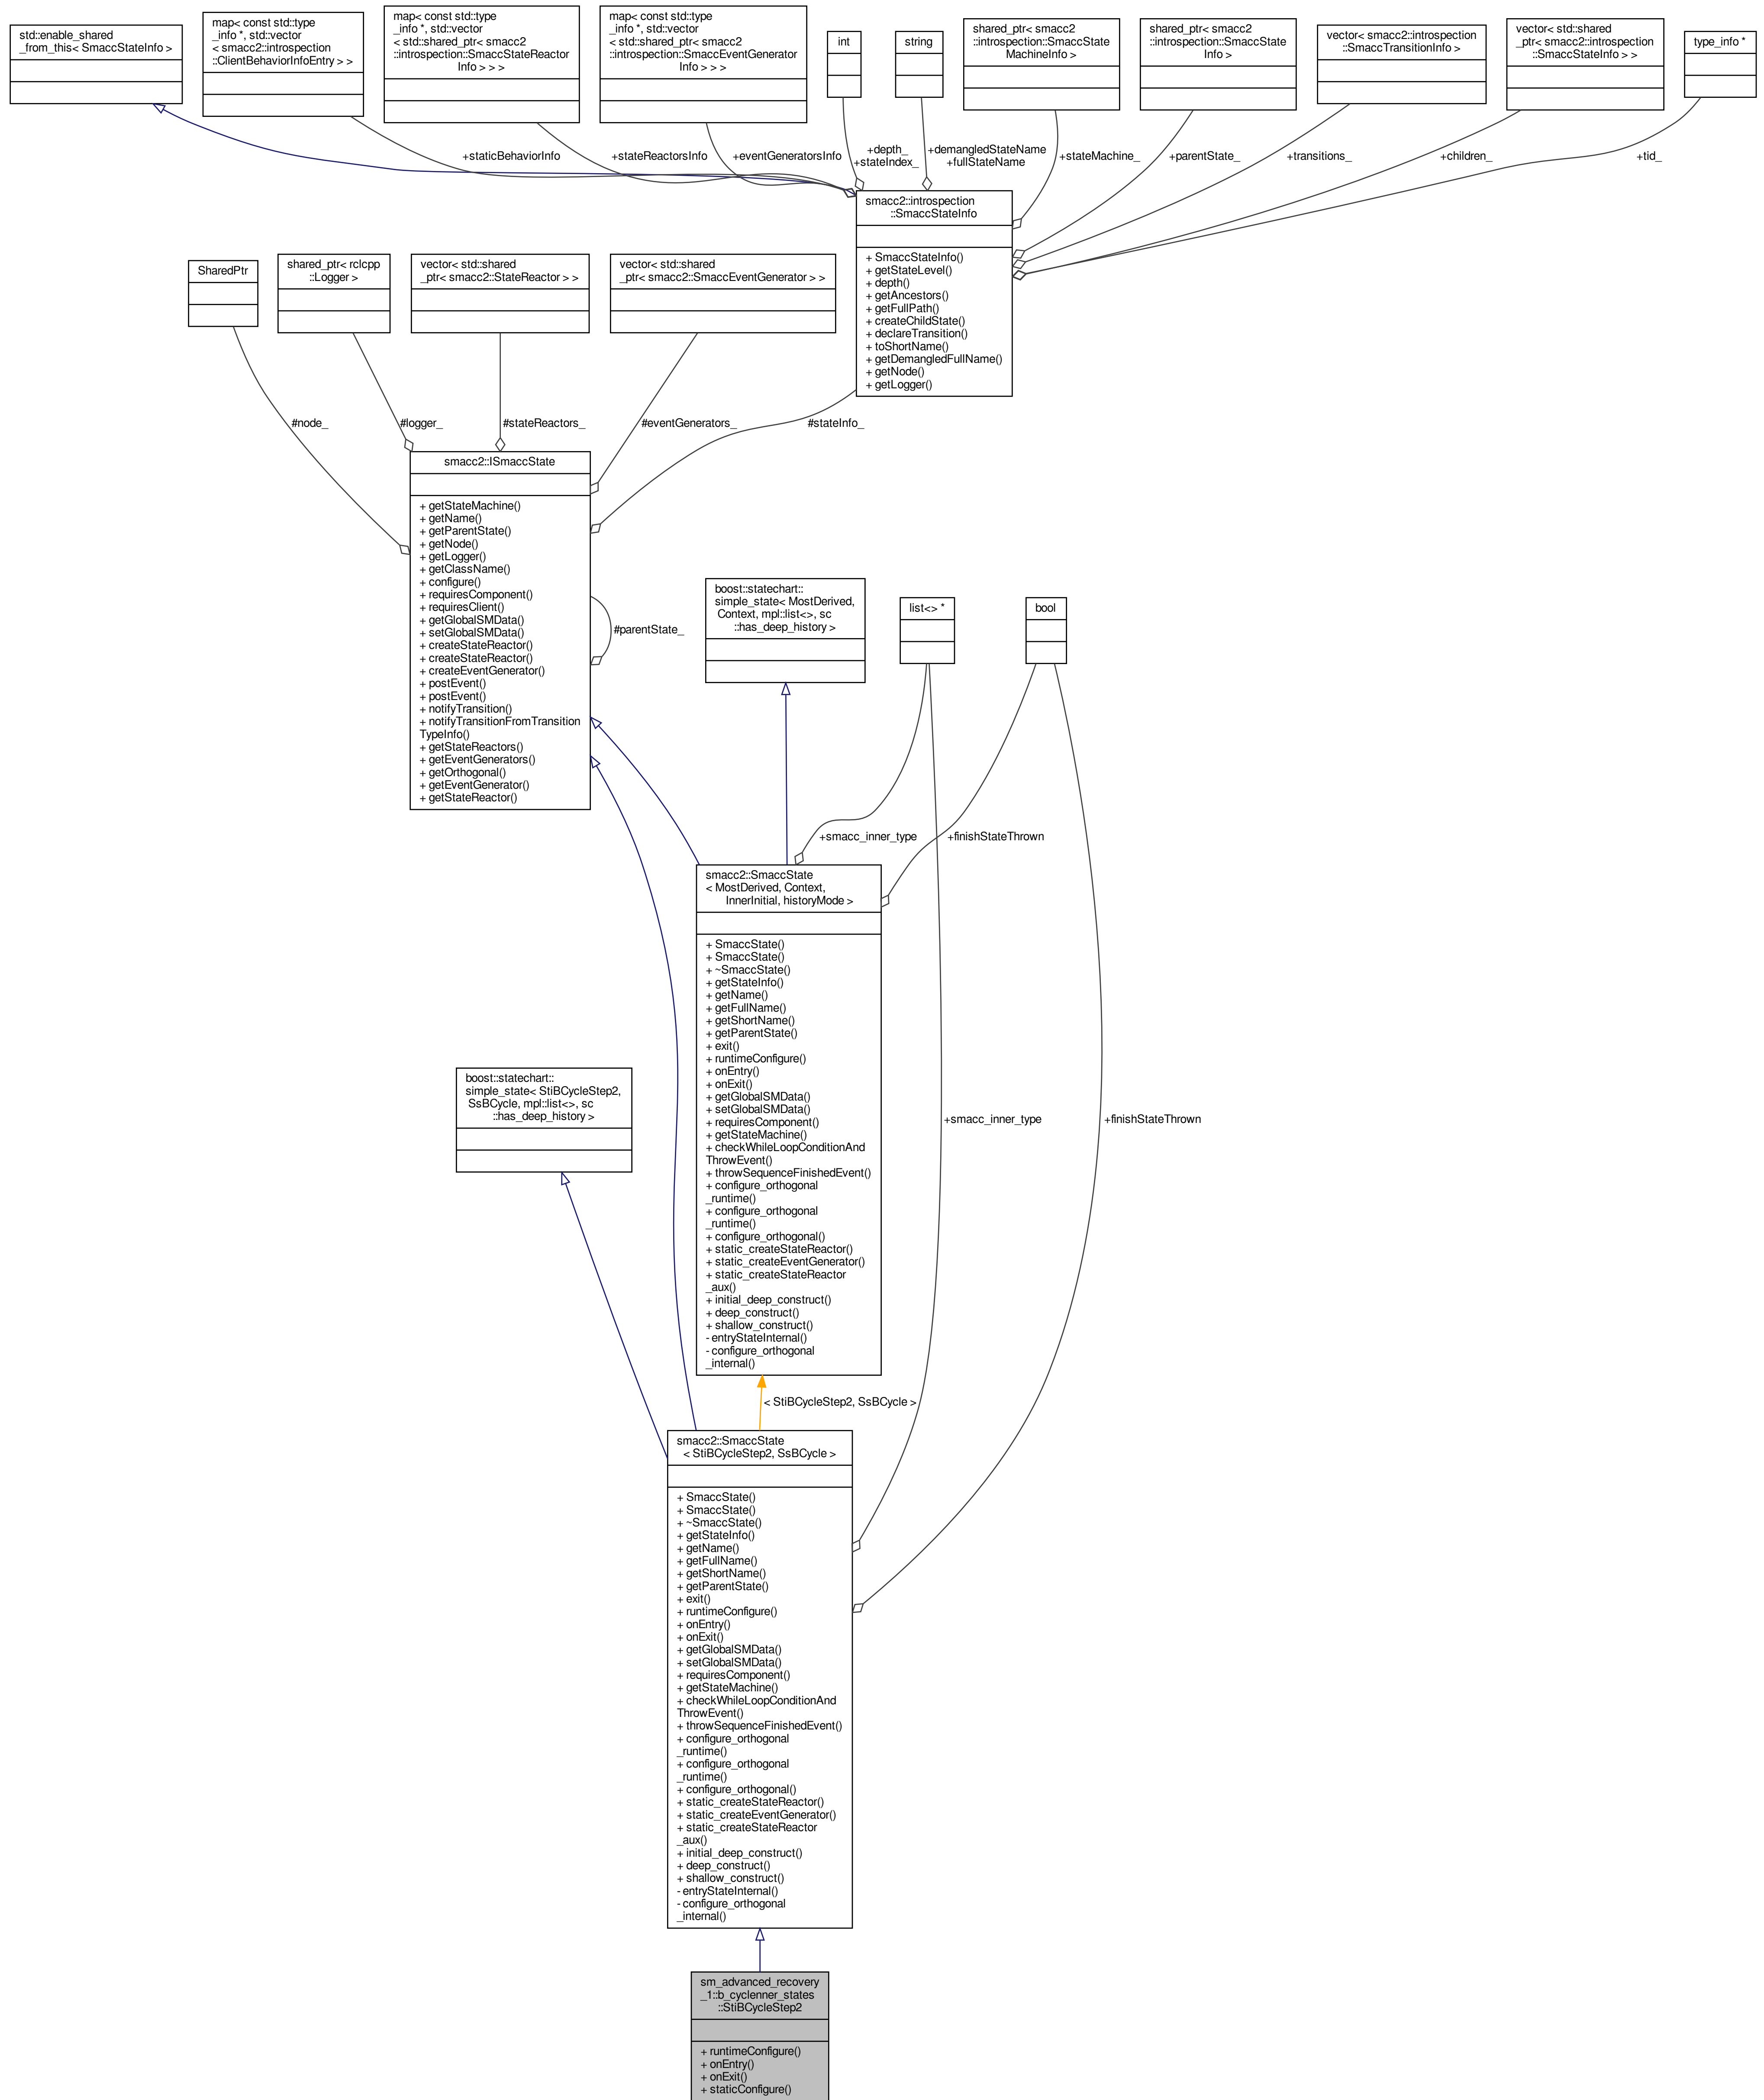 std::enable_shared
_from_this< SmaccStateInfo >
map< const std::type
_info *, std::vector
< smacc2::introspection
::ClientBehaviorInfoEntry > >
map< const std::type
_info *, std::vector
< std::shared_ptr< smacc2
::introspection::SmaccStateReactor
Info > > >
map< const std::type
_info *, std::vector
< std::shared_ptr< smacc2
::introspection::SmaccEventGenerator
Info > > >
int
string
shared_ptr< smacc2
::introspection::SmaccState
MachineInfo >
shared_ptr< smacc2
::introspection::SmaccState
Info >
vector< smacc2::introspection
::SmaccTransitionInfo >
vector< std::shared
_ptr< smacc2::introspection
::SmaccStateInfo > >
type_info *
+staticBehaviorInfo
+stateReactorsInfo
+eventGeneratorsInfo
+depth_
+stateIndex_
+demangledStateName
+fullStateName
+stateMachine_
+parentState_
+transitions_
+children_
+tid_
smacc2::introspection
::SmaccStateInfo
+ SmaccStateInfo()
+ getStateLevel()
+ depth()
+ getAncestors()
+ getFullPath()
+ createChildState()
+ declareTransition()
+ toShortName()
+ getDemangledFullName()
+ getNode()
+ getLogger()
SharedPtr
shared_ptr< rclcpp
::Logger >
vector< std::shared
_ptr< smacc2::StateReactor > >
vector< std::shared
_ptr< smacc2::SmaccEventGenerator > >
#node_
#logger_
#stateReactors_
#eventGenerators_
#stateInfo_
smacc2::ISmaccState
+ getStateMachine()
+ getName()
+ getParentState()
+ getNode()
+ getLogger()
+ getClassName()
+ configure()
+ requiresComponent()
+ requiresClient()
+ getGlobalSMData()
+ setGlobalSMData()
+ createStateReactor()
+ createStateReactor()
+ createEventGenerator()
+ postEvent()
+ postEvent()
+ notifyTransition()
+ notifyTransitionFromTransition
TypeInfo()
+ getStateReactors()
+ getEventGenerators()
+ getOrthogonal()
+ getEventGenerator()
+ getStateReactor()
#parentState_
boost::statechart::
simple_state< MostDerived,
Context, mpl::list<>, sc
::has_deep_history >
list<> *
bool
+smacc_inner_type
+finishStateThrown
smacc2::SmaccState
< MostDerived, Context,
InnerInitial, historyMode >
+ SmaccState()
+ SmaccState()
+ ~SmaccState()
+ getStateInfo()
+ getName()
+ getFullName()
+ getShortName()
+ getParentState()
+ exit()
+ runtimeConfigure()
+ onEntry()
+ onExit()
+ getGlobalSMData()
+ setGlobalSMData()
+ requiresComponent()
+ getStateMachine()
+ checkWhileLoopConditionAnd
ThrowEvent()
+ throwSequenceFinishedEvent()
+ configure_orthogonal
_runtime()
+ configure_orthogonal
_runtime()
+ configure_orthogonal()
+ static_createStateReactor()
+ static_createEventGenerator()
+ static_createStateReactor
_aux()
+ initial_deep_construct()
+ deep_construct()
+ shallow_construct()
- entryStateInternal()
- configure_orthogonal
_internal()
boost::statechart::
simple_state< StiBCycleStep2,
SsBCycle, mpl::list<>, sc
::has_deep_history >
+smacc_inner_type
+finishStateThrown
< StiBCycleStep2, SsBCycle >
smacc2::SmaccState
< StiBCycleStep2, SsBCycle >
+ SmaccState()
+ SmaccState()
+ ~SmaccState()
+ getStateInfo()
+ getName()
+ getFullName()
+ getShortName()
+ getParentState()
+ exit()
+ runtimeConfigure()
+ onEntry()
+ onExit()
+ getGlobalSMData()
+ setGlobalSMData()
+ requiresComponent()
+ getStateMachine()
+ checkWhileLoopConditionAnd
ThrowEvent()
+ throwSequenceFinishedEvent()
+ configure_orthogonal
_runtime()
+ configure_orthogonal
_runtime()
+ configure_orthogonal()
+ static_createStateReactor()
+ static_createEventGenerator()
+ static_createStateReactor
_aux()
+ initial_deep_construct()
+ deep_construct()
+ shallow_construct()
- entryStateInternal()
- configure_orthogonal
_internal()
sm_advanced_recovery
_1::b_cyclenner_states
::StiBCycleStep2
+ runtimeConfigure()
+ onEntry()
+ onExit()
+ staticConfigure()